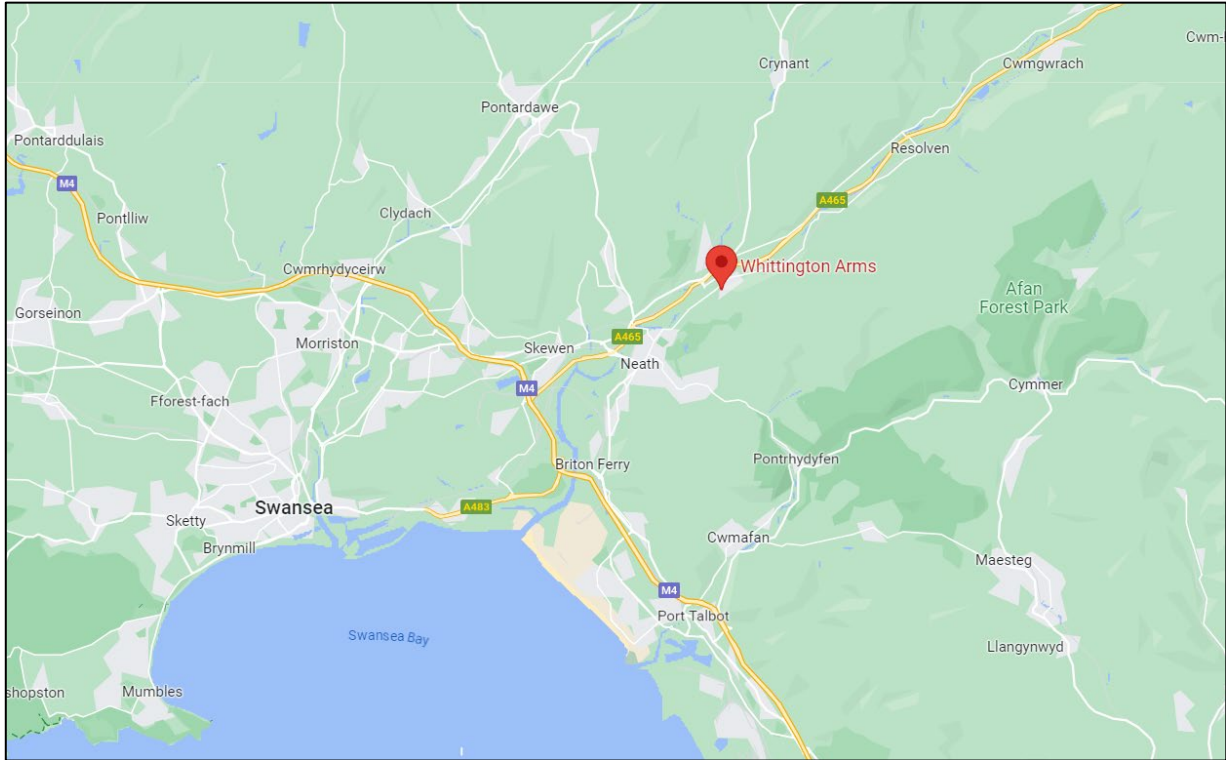 Crynant
Cwm-
Cwmgwrach
Pontardawe
Pontarddulais
Resolven
M4
A465
Pontlliw
Clydach
Cwmrhydyceirw
Whittington Arms
Afan
Forest Park
Gorseinon
Morriston
Skewen
A465
Neath
M4
Cymmer
Fforest-fach
Pontrhydyfen
Briton Ferry
Swansea
A483
Sketty
Brynmill
Cwmafan
Maesteg
M4
Port Talbot
Swansea Bay
Llangynwyd
shopston
Mumbles